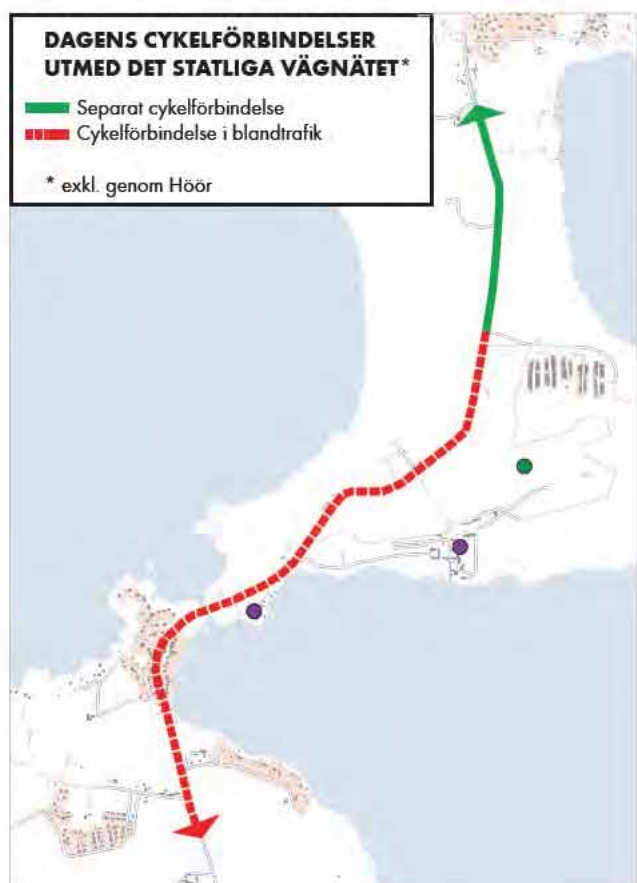 DAGENS CYKELFÖRBINDELSER
UTMED DET STATLIGA VÄGNÄTET*
Separat cykelförbindelse
Cykelförbindelse i blandtrafik
* exkl. genom Höör